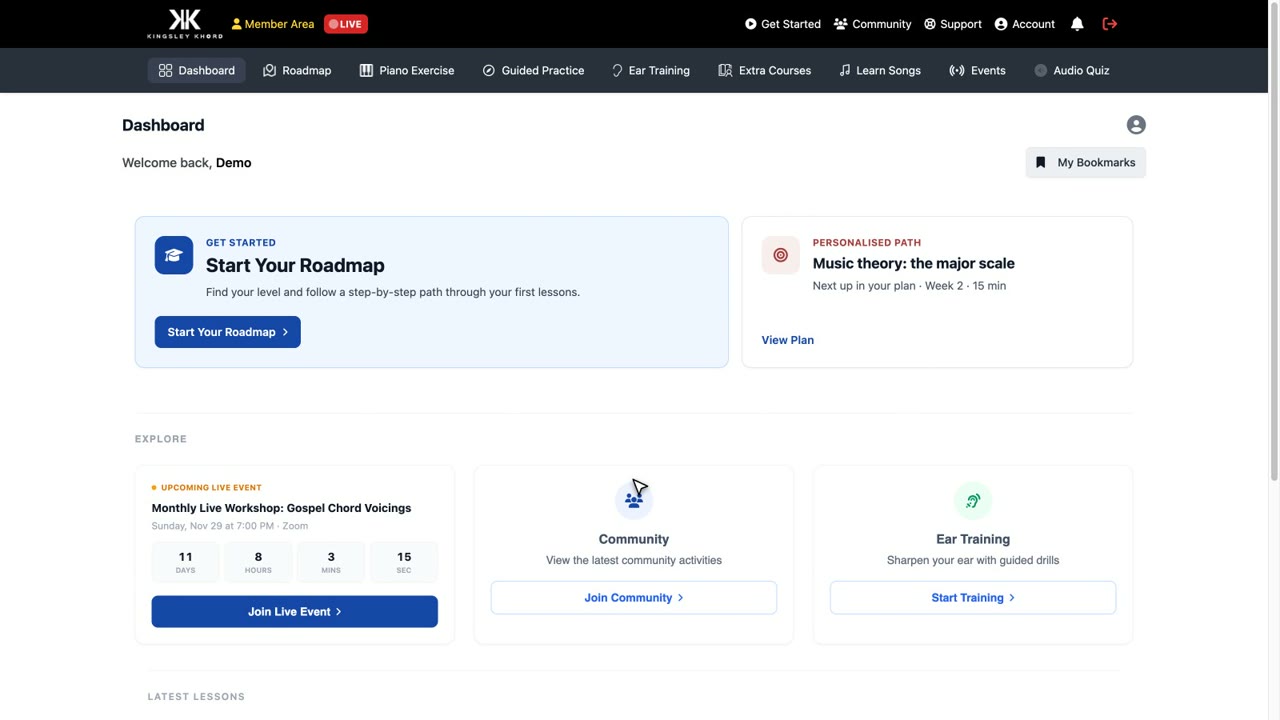 KK
KINGSLEY KHORD
Member Area
LIVE
Get Started
Community
Support
Account
Dashboard
Roadmap
Piano Exercise
Guided Practice
Ear Training
Extra Courses
Learn Songs
Events
Audio Quiz
Dashboard
Welcome back, Demo
My Bookmarks
GET STARTED
Start Your Roadmap
Find your level and follow a step-by-step path through your first lessons.
Start Your Roadmap
PERSONALISED PATH
Music theory: the major scale
Next up in your plan · Week 2 · 15 min
View Plan
EXPLORE
UPCOMING LIVE EVENT
Monthly Live Workshop: Gospel Chord Voicings
Sunday, Nov 29 at 7:00 PM · Zoom
11 8 3 15
DAYS HOURS MINS SEC
Join Live Event
Community
View the latest community activities
Join Community
Ear Training
Sharpen your ear with guided drills
Start Training
LATEST LESSONS